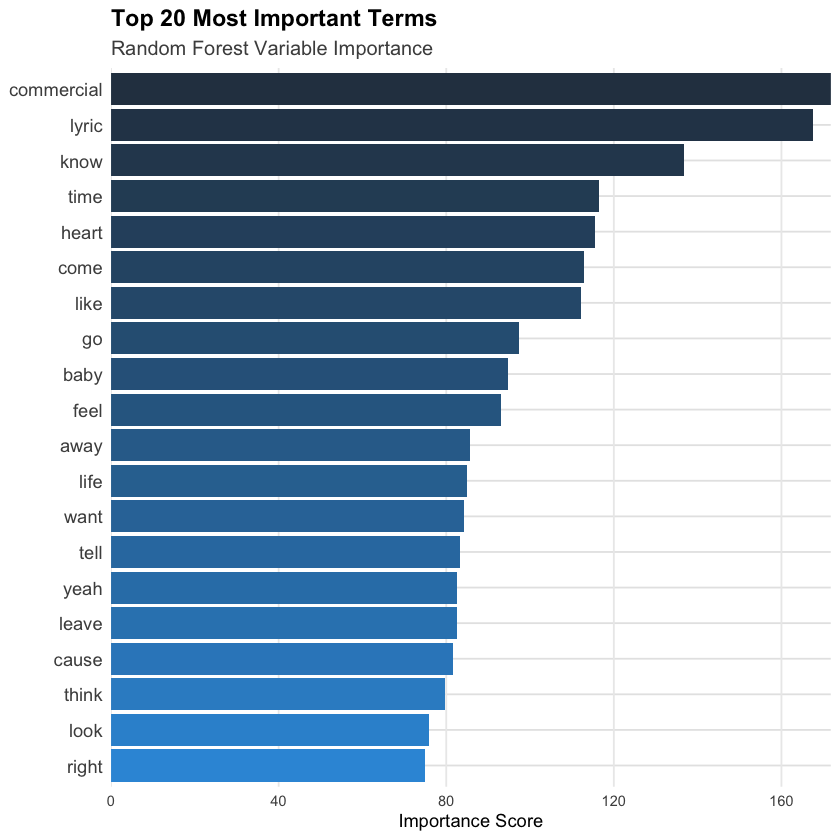 Top 20 Most Important Terms
Random Forest Variable Importance
commercial
lyric
know
time
heart
come
like
go
baby
feel
away
life
want
tell
yeah
leave
cause
think
look
right
0 40 80 120 160
Importance Score